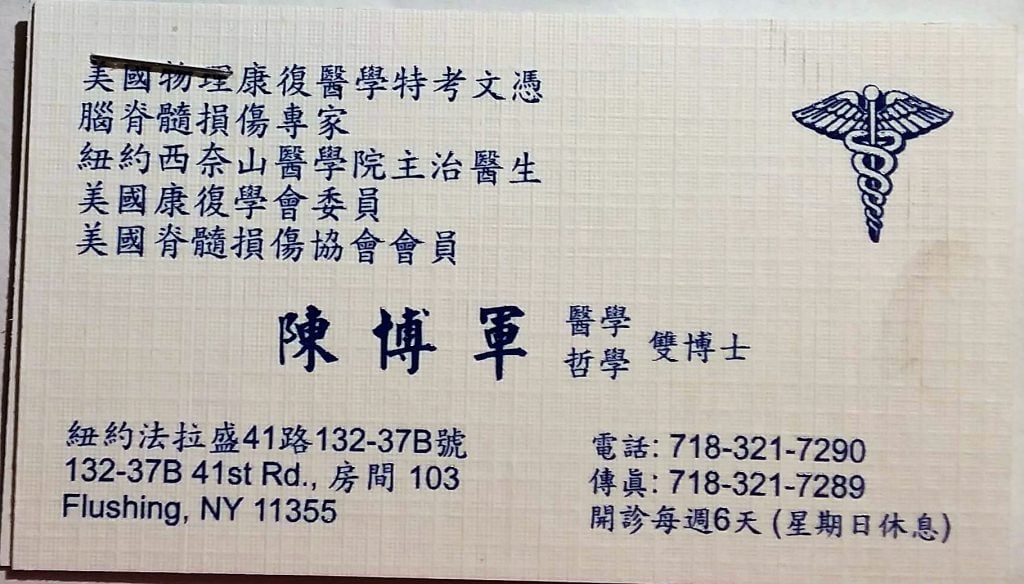 美國物理康復醫學特考文憑
腦脊髓損傷專家
紐約西奈山醫學院主治醫生
美國康復學會委員
美國脊髓損傷協會會員
陳博軍 醫學 哲學 雙博士
紐約法拉盛41路132-37B號
132-37B 41st Rd., 房間 103
Flushing, NY 11355
電話: 718-321-7290
傳眞: 718-321-7289
開診每週6天 (星期日休息)